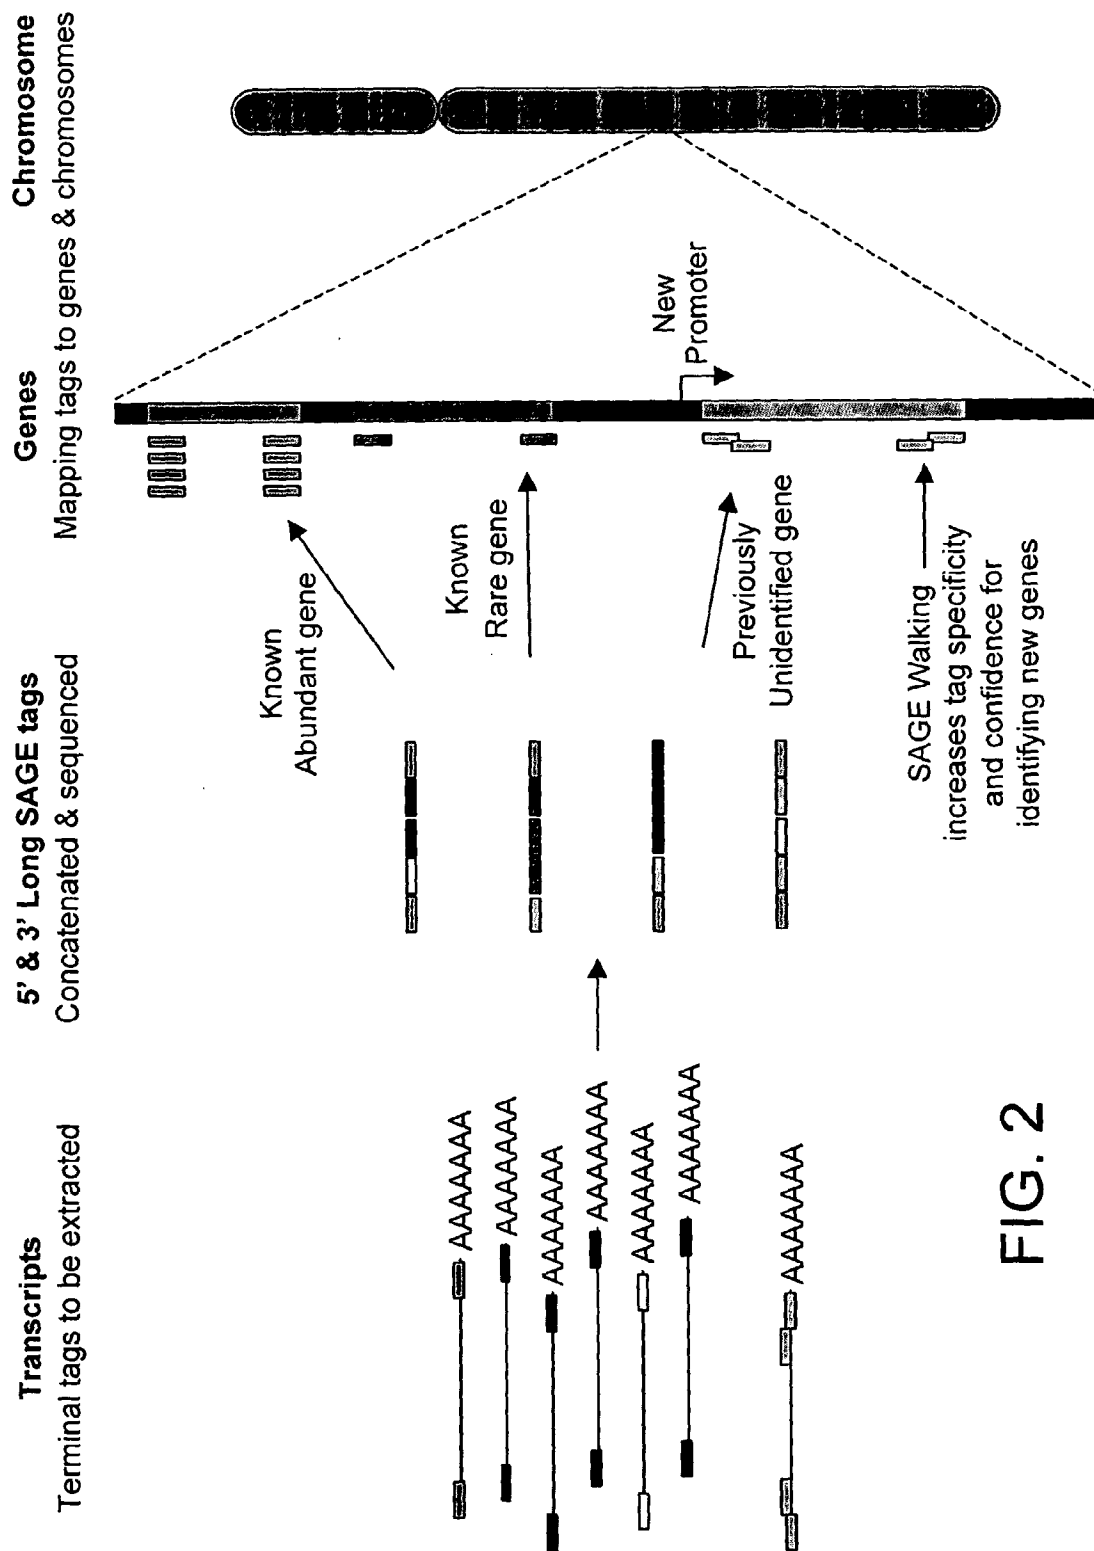 Transcripts
Terminal tags to be extracted
AAAAAAA
AAAAAAA
AAAAAAA
AAAAAAA
AAAAAAA
AAAAAAA
AAAAAAA
5' & 3' Long SAGE tags
Concatenated & sequenced
Known
Abundant gene
Known
Rare gene
Previously
Unidentified gene
SAGE Walking
increases tag specificity
and confidence for
identifying new genes
Genes
Mapping tags to genes & chromosomes
New
Promoter
Chromosome
FIG. 2